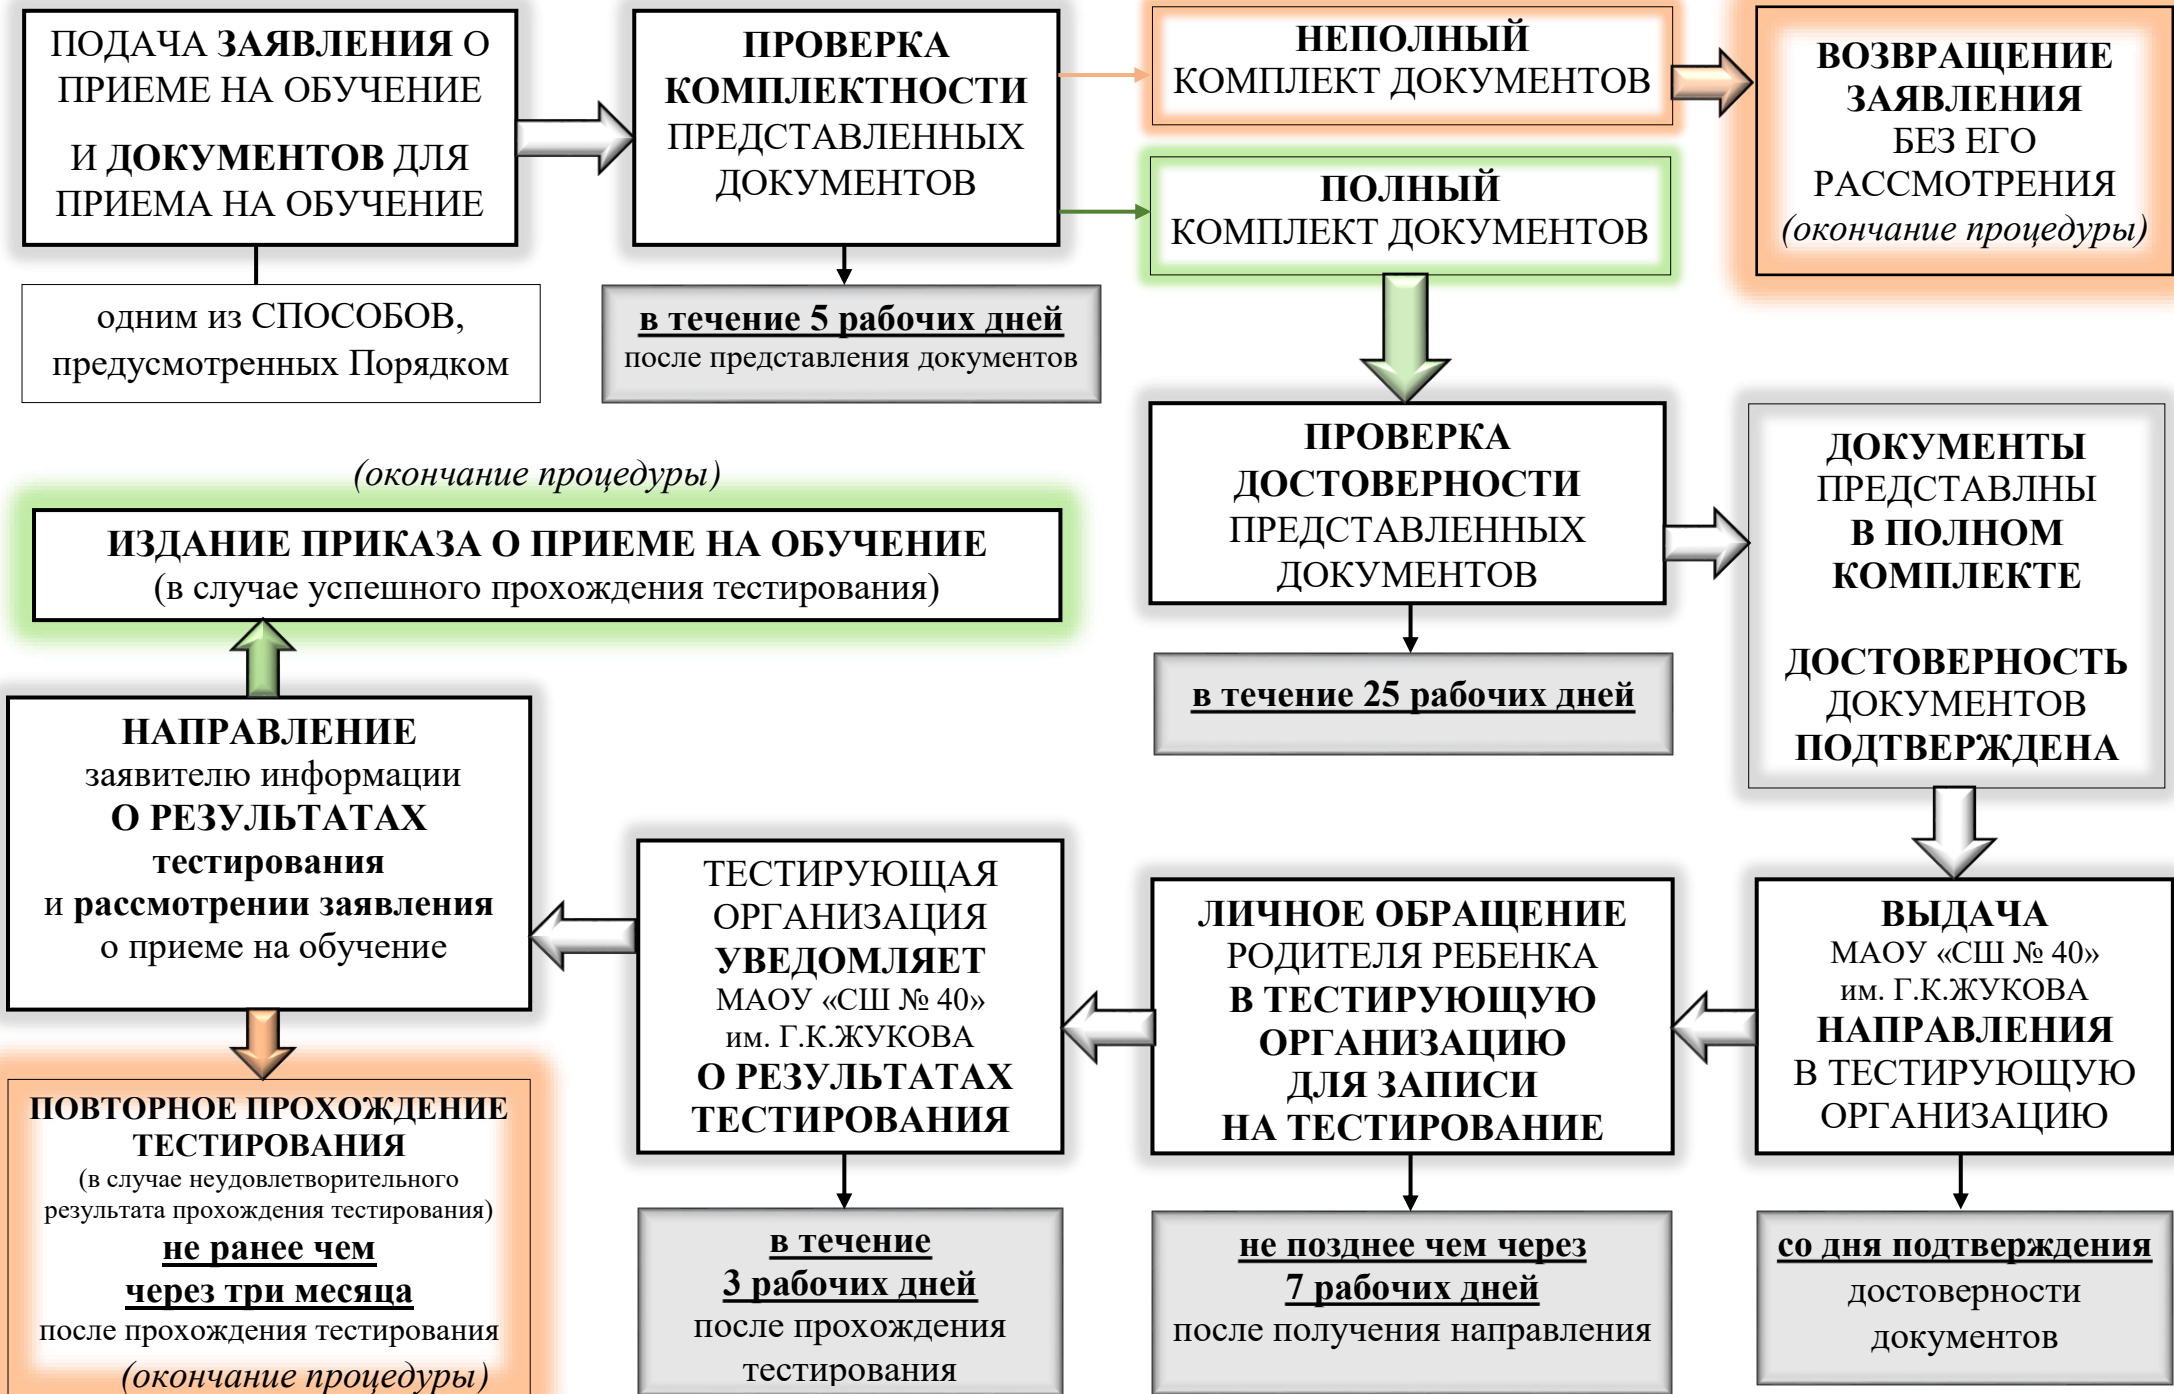 ПОДАЧА ЗАЯВЛЕНИЯ О
ПРИЕМЕ НА ОБУЧЕНИЕ
И ДОКУМЕНТОВ ДЛЯ
ПРИЕМА НА ОБУЧЕНИЕ
одним из СПОСОБОВ,
предусмотренных Порядком
ПРОВЕРКА
КОМПЛЕКТНОСТИ
ПРЕДСТАВЛЕННЫХ
ДОКУМЕНТОВ
в течение 5 рабочих дней
после представления документов
НЕПОЛНЫЙ
КОМПЛЕКТ ДОКУМЕНТОВ
ВОЗВРАЩЕНИЕ
ЗАЯВЛЕНИЯ
БЕЗ ЕГО
РАССМОТРЕНИЯ
(окончание процедуры)
ПОЛНЫЙ
КОМПЛЕКТ ДОКУМЕНТОВ
ПРОВЕРКА
ДОСТОВЕРНОСТИ
ПРЕДСТАВЛЕННЫХ
ДОКУМЕНТОВ
в течение 25 рабочих дней
ДОКУМЕНТЫ
ПРЕДСТАВЛНЫ
В ПОЛНОМ
КОМПЛЕКТЕ
ДОСТОВЕРНОСТЬ
ДОКУМЕНТОВ
ПОДТВЕРЖДЕНА
ВЫДАЧА
МАОУ «СШ № 40»
им. Г.К.ЖУКОВА
НАПРАВЛЕНИЯ
В ТЕСТИРУЮЩУЮ
ОРГАНИЗАЦИЮ
со дня подтверждения
достоверности
документов
ЛИЧНОЕ ОБРАЩЕНИЕ
РОДИТЕЛЯ РЕБЕНКА
В ТЕСТИРУЮЩУЮ
ОРГАНИЗАЦИЮ
ДЛЯ ЗАПИСИ
НА ТЕСТИРОВАНИЕ
не позднее чем через
7 рабочих дней
после получения направления
ТЕСТИРУЮЩАЯ
ОРГАНИЗАЦИЯ
УВЕДОМЛЯЕТ
МАОУ «СШ № 40»
им. Г.К.ЖУКОВА
О РЕЗУЛЬТАТАХ
ТЕСТИРОВАНИЯ
в течение
3 рабочих дней
после прохождения
тестирования
НАПРАВЛЕНИЕ
заявителю информации
О РЕЗУЛЬТАТАХ
тестирования
и рассмотрении заявления
о приеме на обучение
(окончание процедуры)
ИЗДАНИЕ ПРИКАЗА О ПРИЕМЕ НА ОБУЧЕНИЕ
(в случае успешного прохождения тестирования)
ПОВТОРНОЕ ПРОХОЖДЕНИЕ
ТЕСТИРОВАНИЯ
(в случае неудовлетворительного
результата прохождения тестирования)
не ранее чем
через три месяца
после прохождения тестирования
(окончание процедуры)